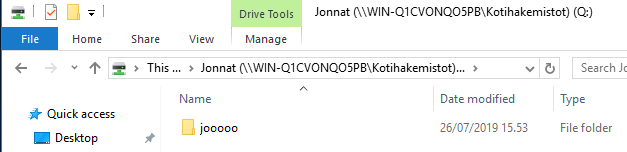 Drive Tools
Jonnat (\\WIN-Q1CVONQO5PB\Kotihakemistot) (Q:)
File
Home
Share
View
Manage
This ... > Jonnat (\\WIN-Q1CVONQO5PB\Kotihakemistot)... >
Search Jo
Quick access
Desktop
Name
Date modified
Type
jooooo
26/07/2019 15.53
File folder